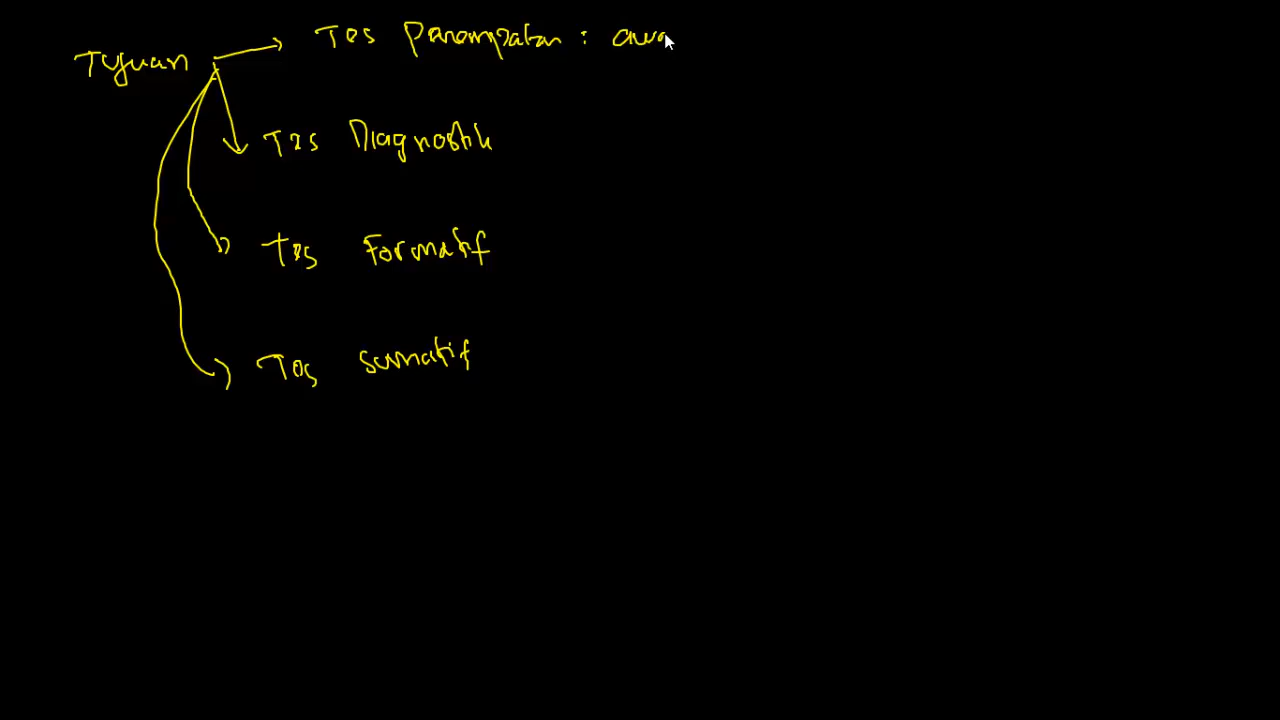 Tujuan → Tes Penempatan : awa
Tes Diagnostik
Tes Formatif
Tes Sumatif